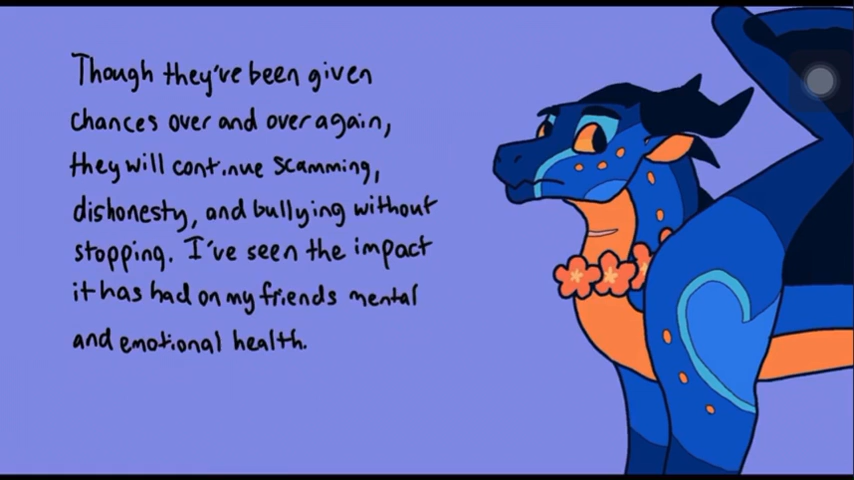 Though they've been given
chances over and over again,
they will continue scamming,
dishonesty, and bullying without
stopping. I've seen the impact
it has had on my friends mental
and emotional health.